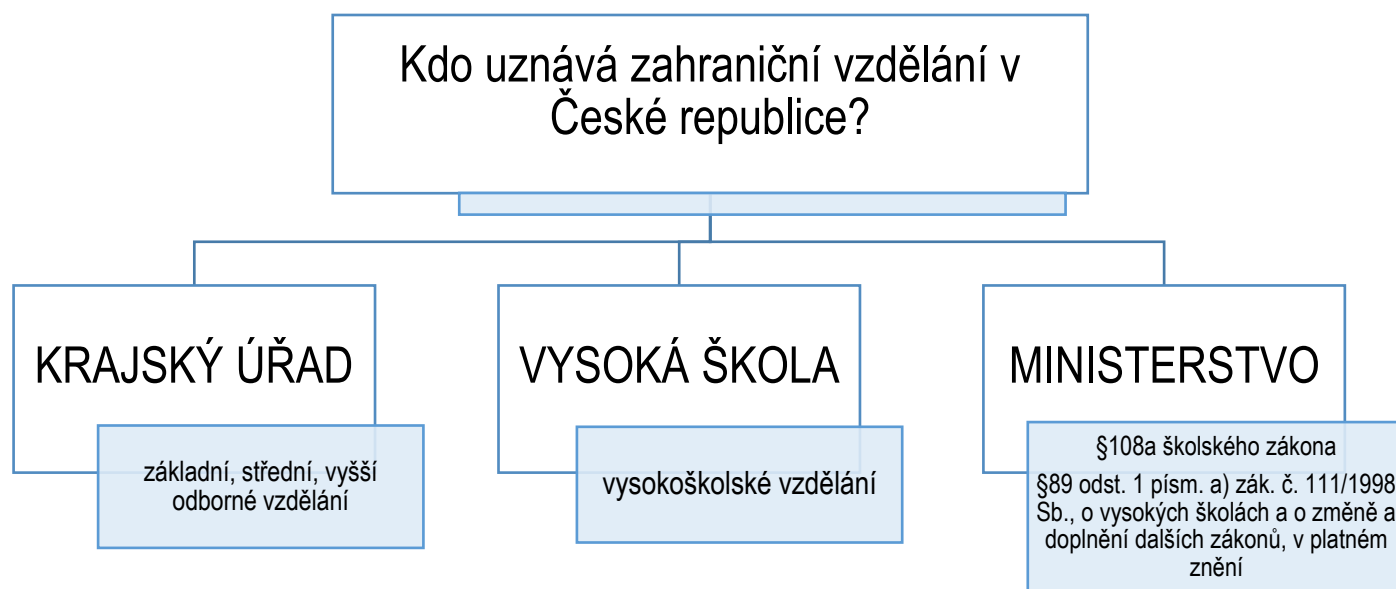 Kdo uznává zahraniční vzdělání v
České republice?
KRAJSKÝ ÚŘAD
základní, střední, vyšší
odborné vzdělání
VYSOKÁ ŠKOLA
vysokoškolské vzdělání
MINISTERSTVO
§108a školského zákona
§89 odst. 1 písm. a) zák. č. 111/1998
Sb., o vysokých školách a o změně a
doplnění dalších zákonů, v platném
znění